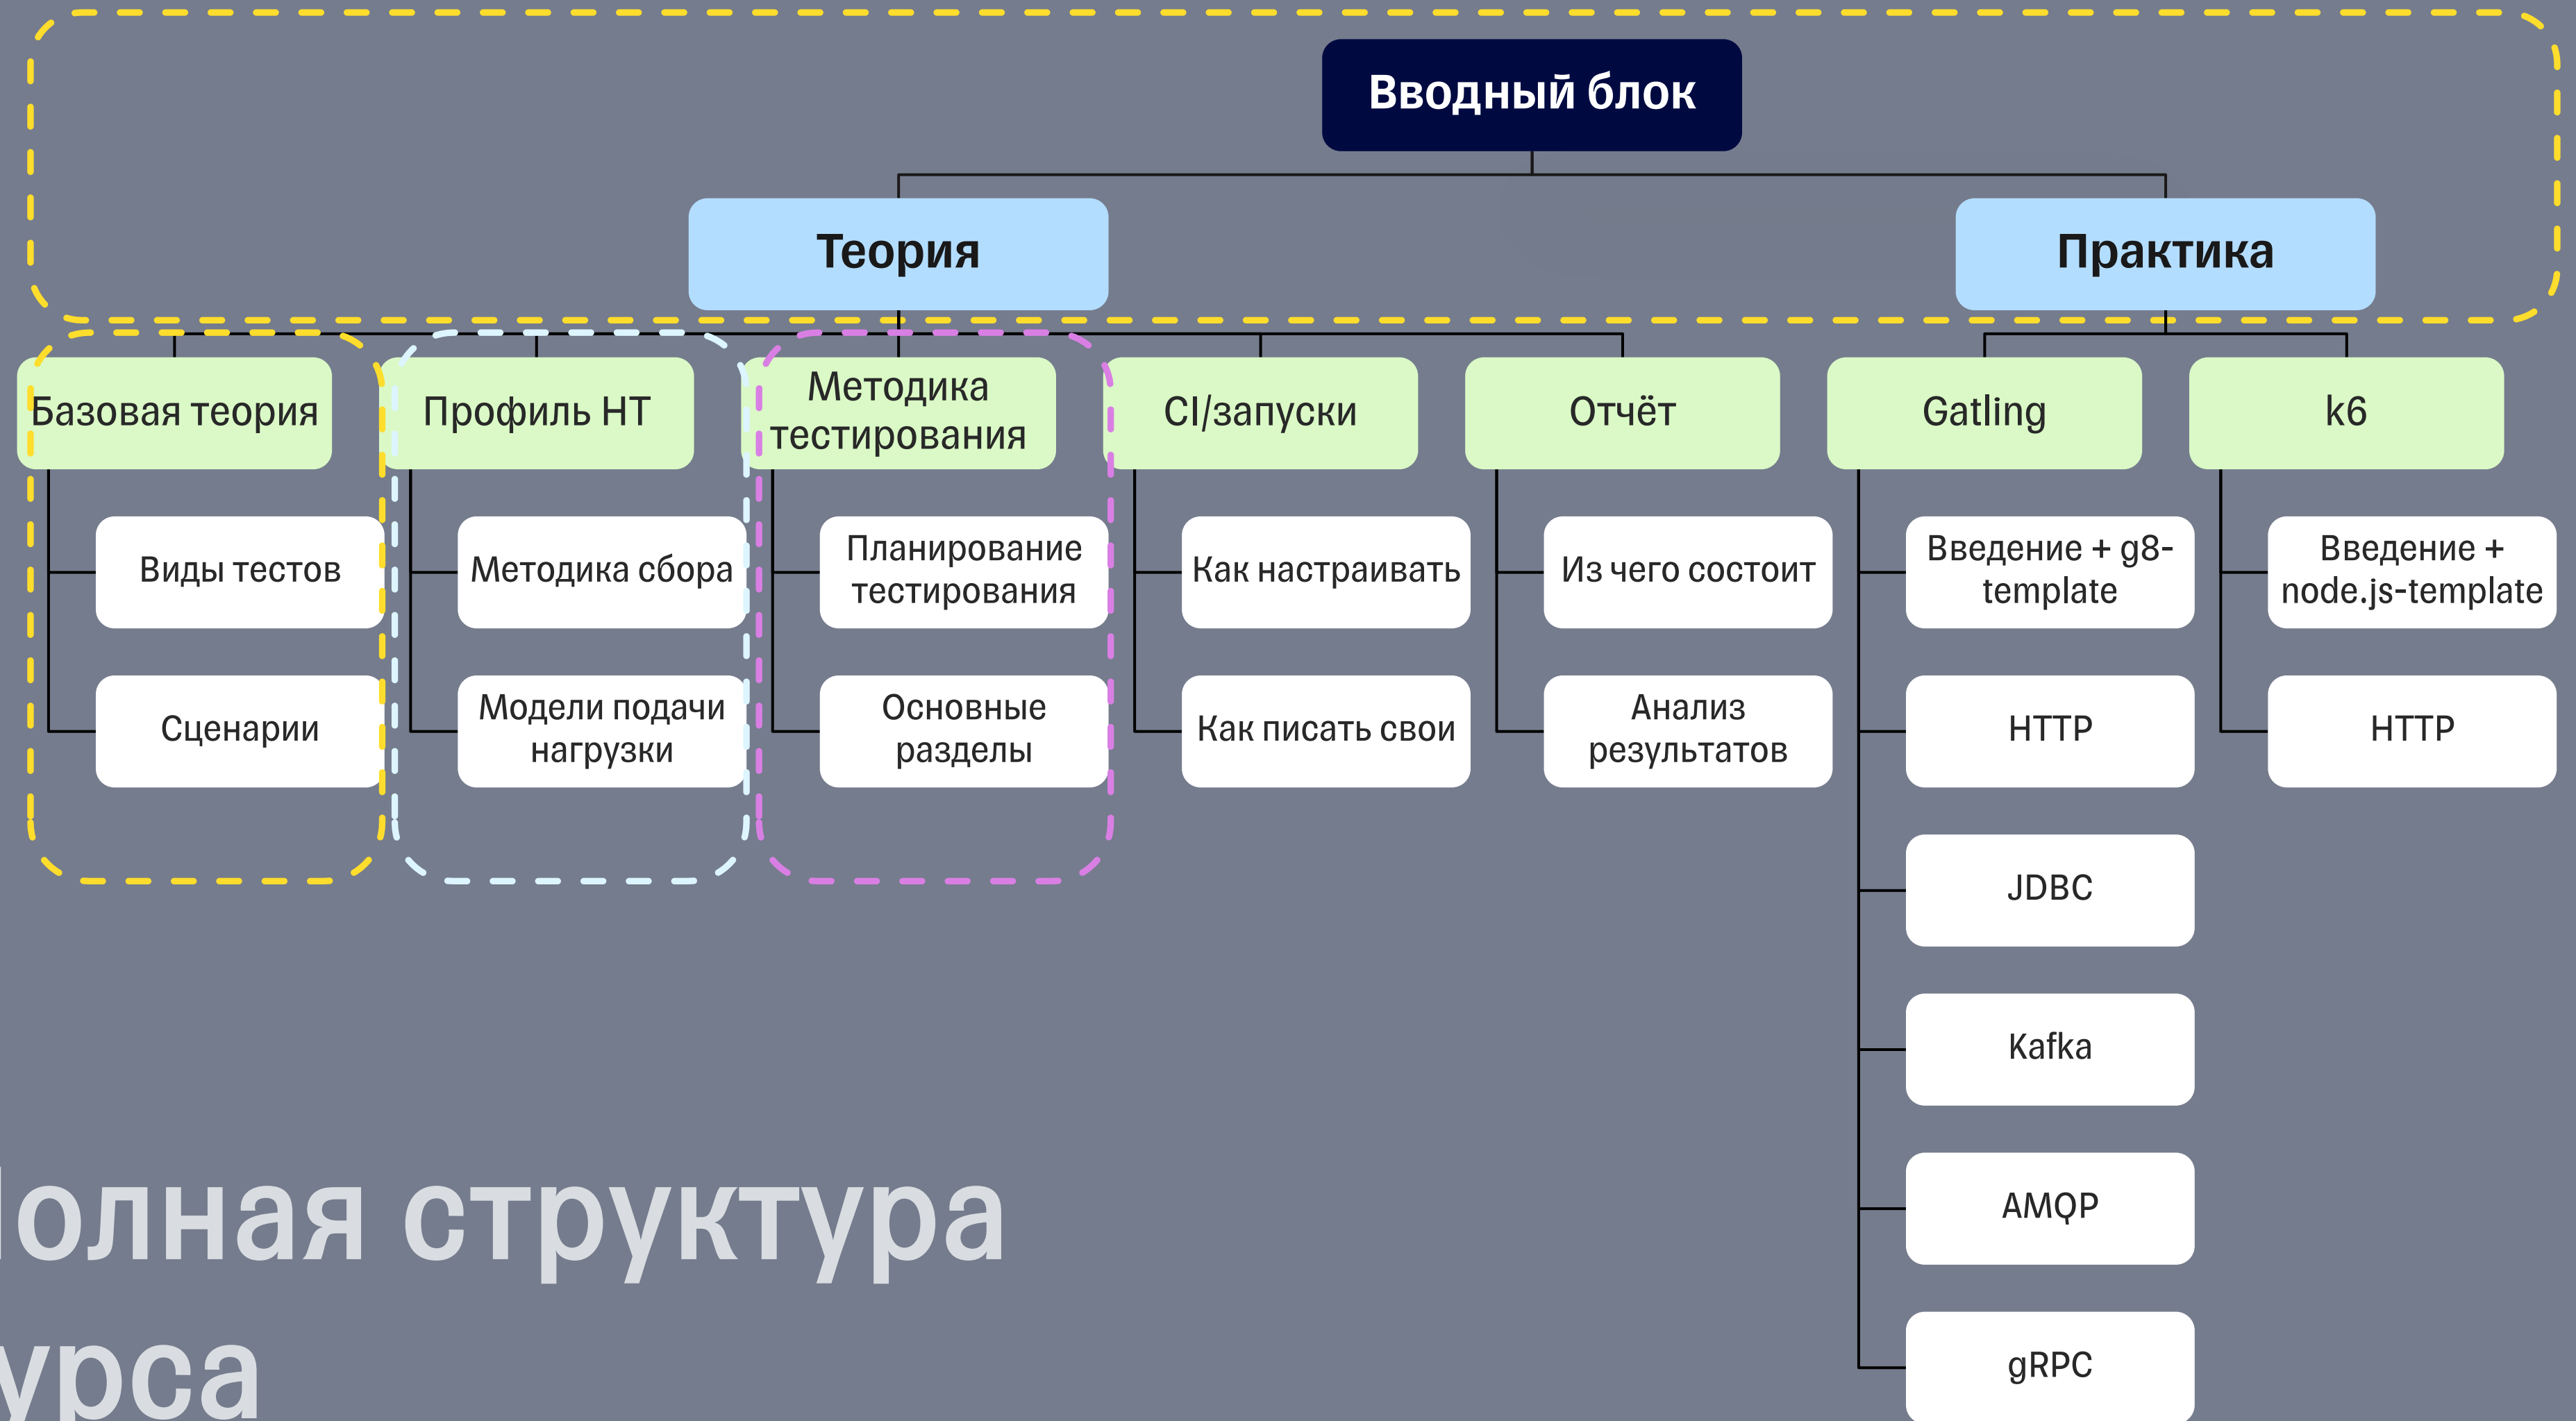 Вводный блок
Теория
Практика
Базовая теория
Профиль НТ
Методика
тестирования
CI/запуски
Отчёт
Gatling
k6
Виды тестов
Методика сбора
Планирование
тестирования
Как настраивать
Из чего состоит
Введение + g8-
template
Введение +
node.js-template
Сценарии
Модели подачи
нагрузки
Основные
разделы
Как писать свои
Анализ
результатов
HTTP
HTTP
JDBC
Kafka
AMQP
gRPC
олная структура
урса